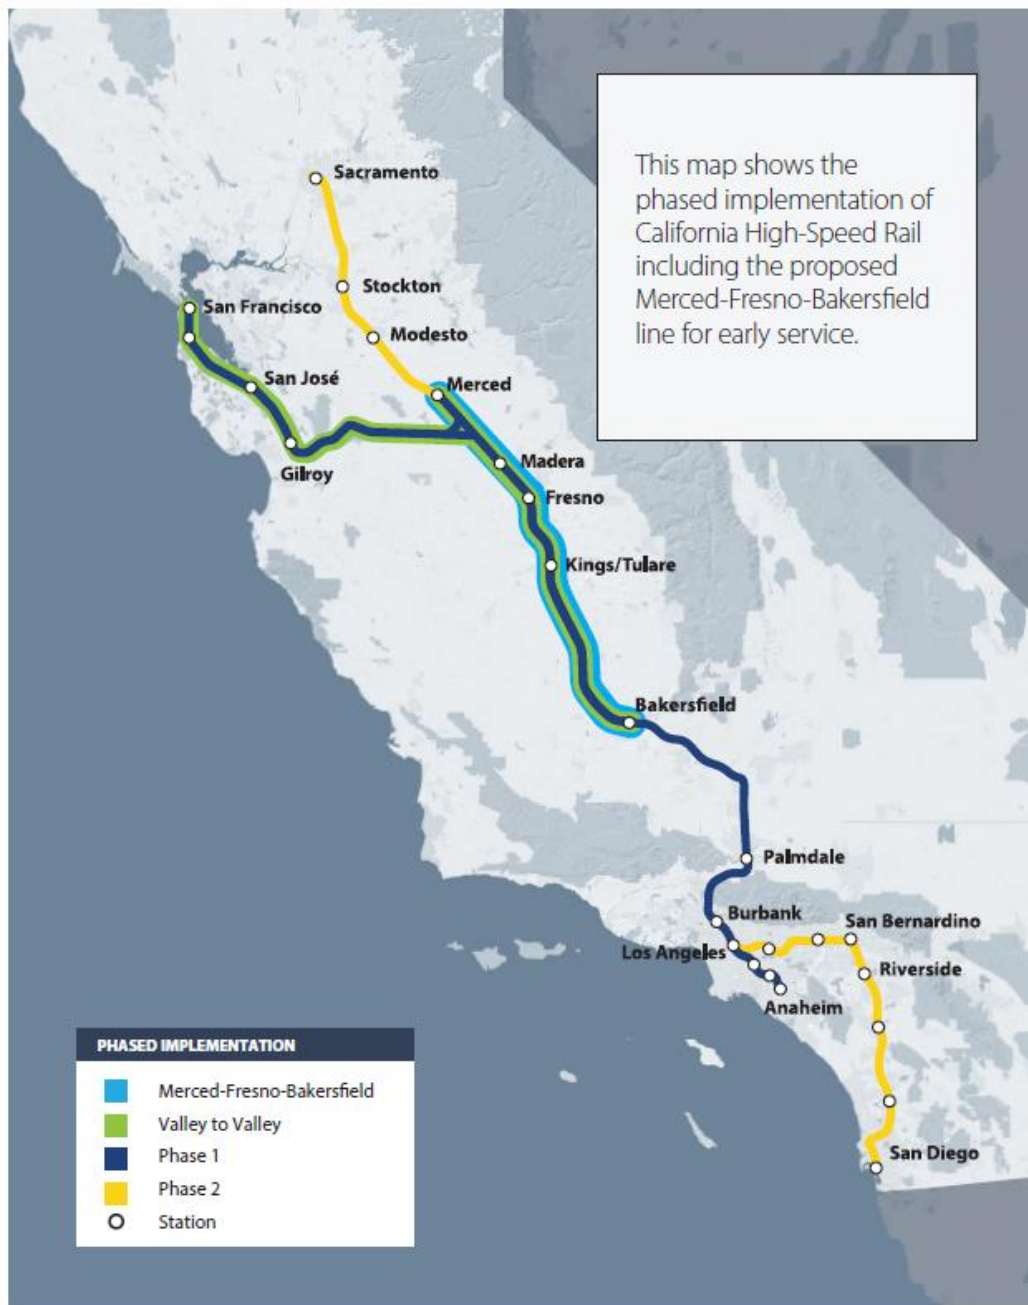 This map shows the
phased implementation of
California High-Speed Rail
including the proposed
Merced-Fresno-Bakersfield
line for early service.
Sacramento
Stockton
San Francisco
Modesto
San José
Merced
Gilroy
Madera
Fresno
Kings/Tulare
Bakersfield
Palmdale
Burbank
San Bernardino
Los Angeles
Riverside
Anaheim
San Diego
PHASED IMPLEMENTATION
Merced-Fresno-Bakersfield
Valley to Valley
Phase 1
Phase 2
Station